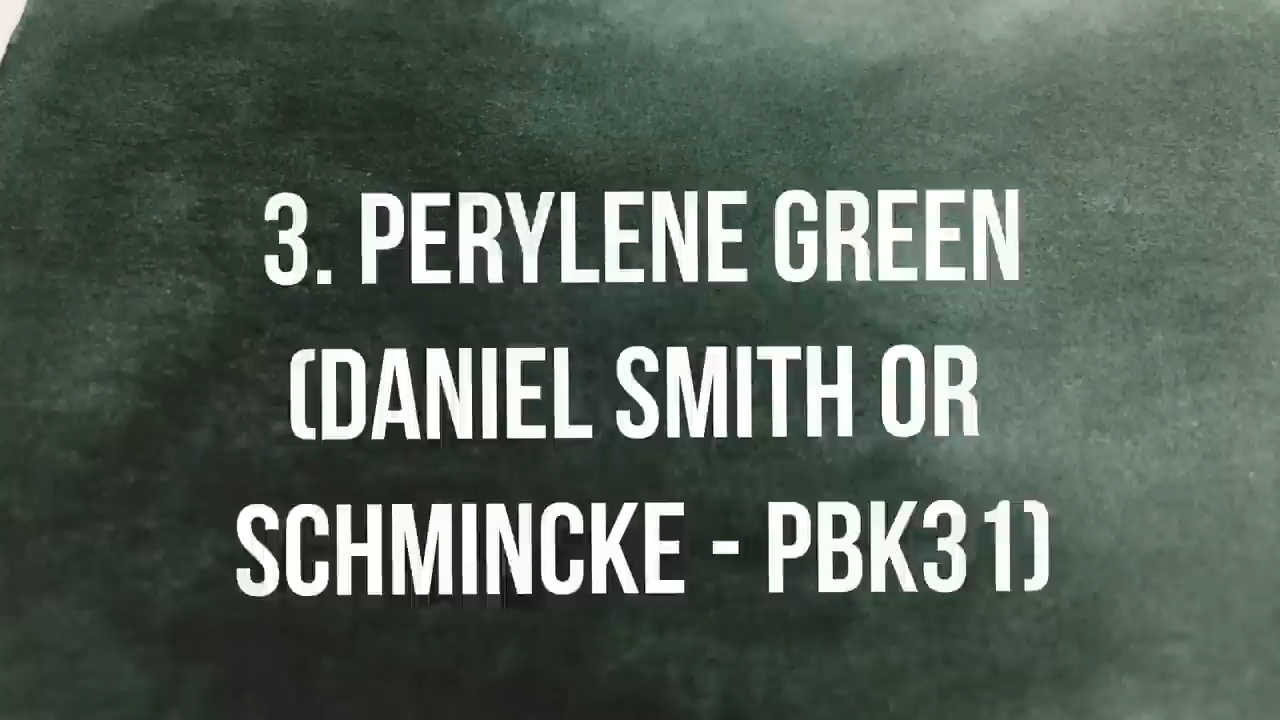 3. PERYLENE GREEN
(DANIEL SMITH OR
SCHMINCKE - PBK31)